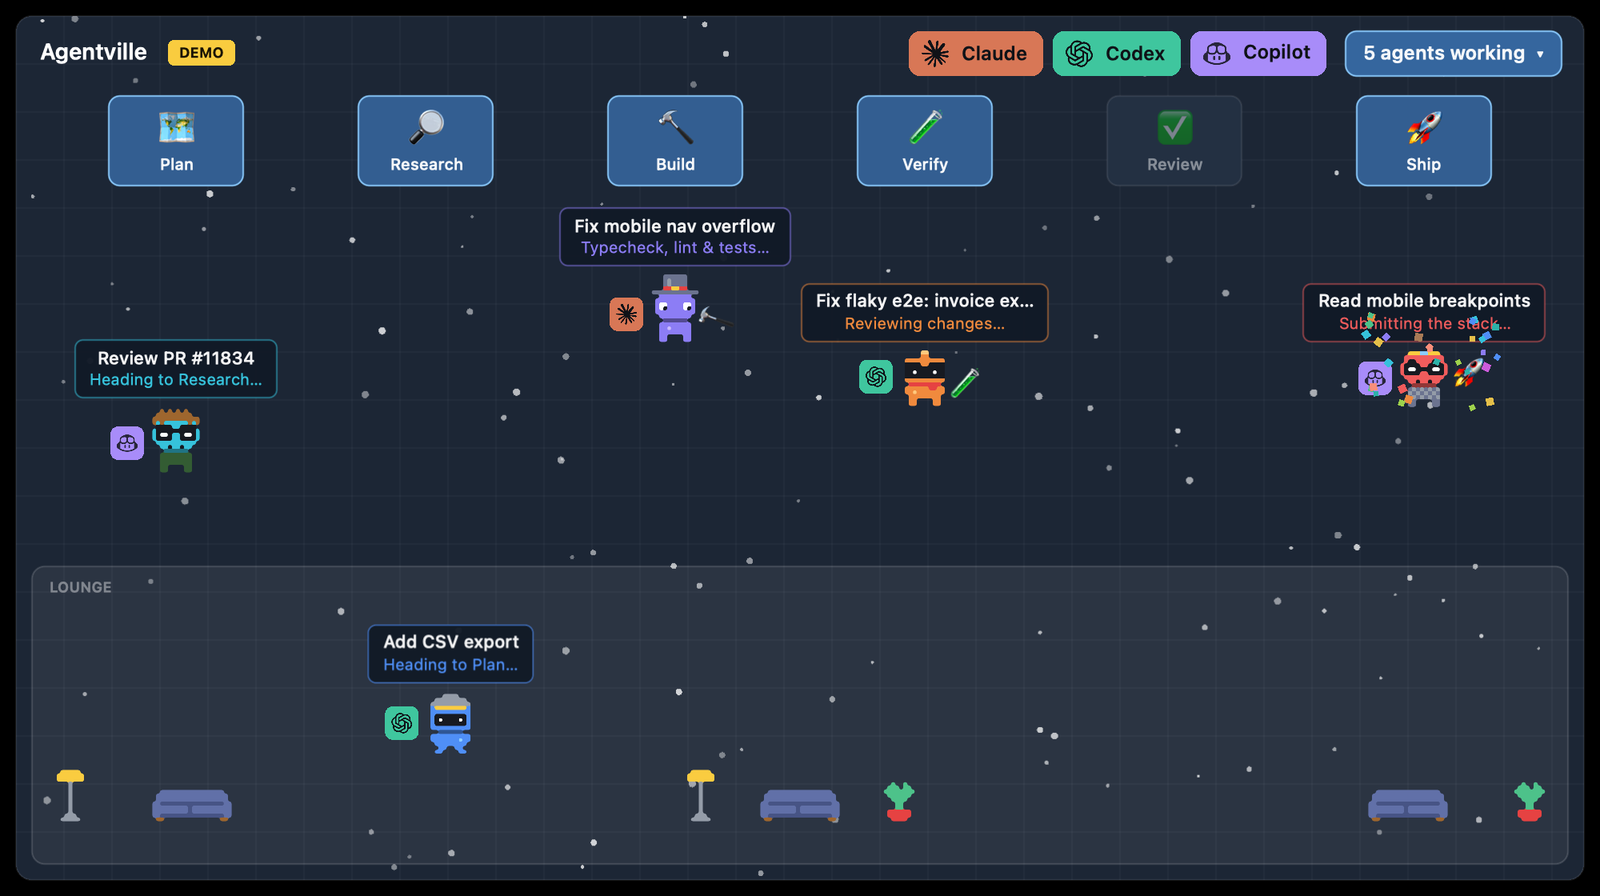 Agentville
DEMO
Claude
Codex
Copilot
5 agents working
Plan
Research
Build
Verify
Review
Ship
Fix mobile nav overflow
Typecheck, lint & tests...
Fix flaky e2e: invoice ex...
Reviewing changes...
Read mobile breakpoints
Submitting the stack...
Review PR #11834
Heading to Research...
LOUNGE
Add CSV export
Heading to Plan...